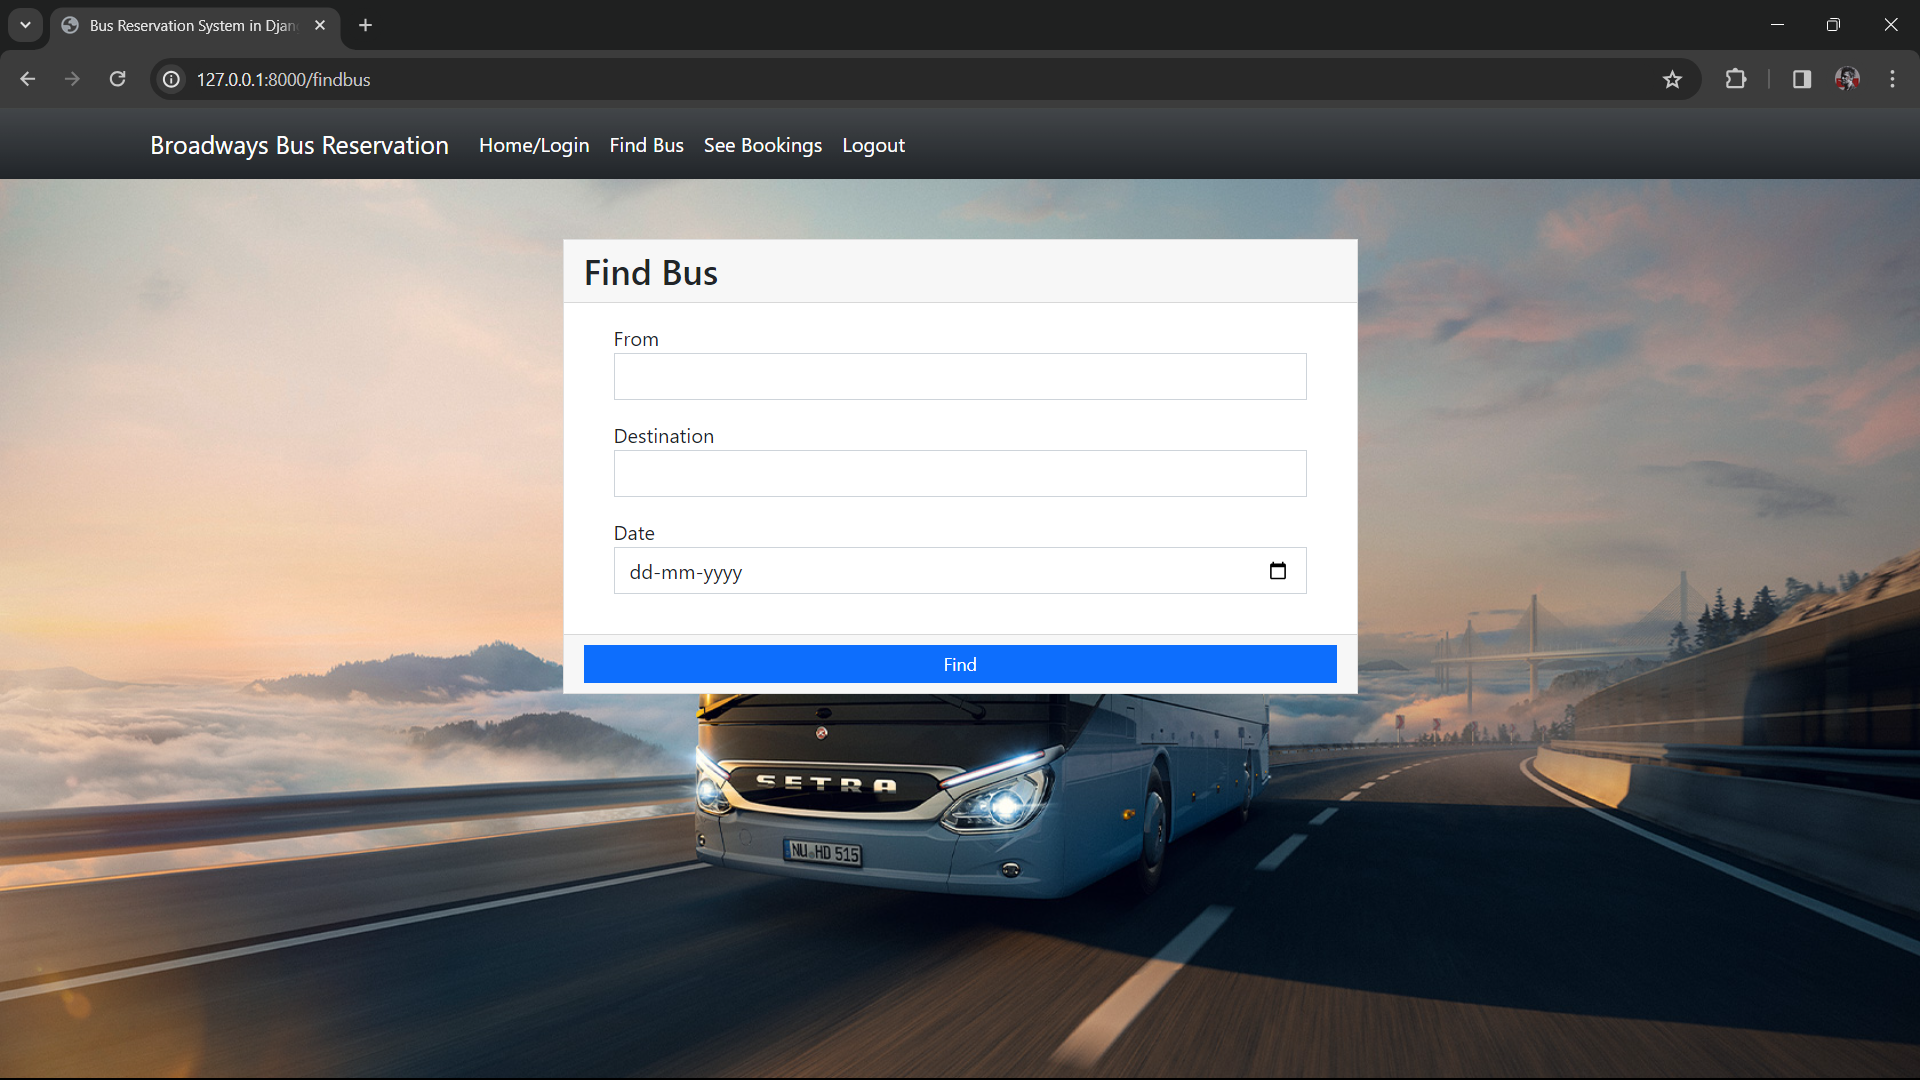 Bus Reservation System in Djan
127.0.0.1:8000/findbus
Broadways Bus Reservation Home/Login Find Bus See Bookings Logout
Find Bus
From
Destination
Date
dd-mm-yyyy
Find
SETRA
NU HD 515